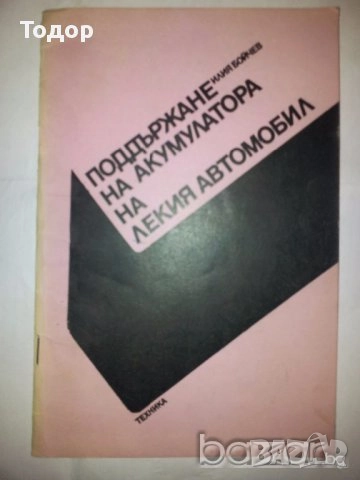 Тодор
ИЛИЯ БОЙЧЕВ
ПОДДЪРЖАНЕ
НА АКУМУЛАТОРА
НА
ЛЕКИЯ АВТОМОБИЛ
ТЕХНИКА